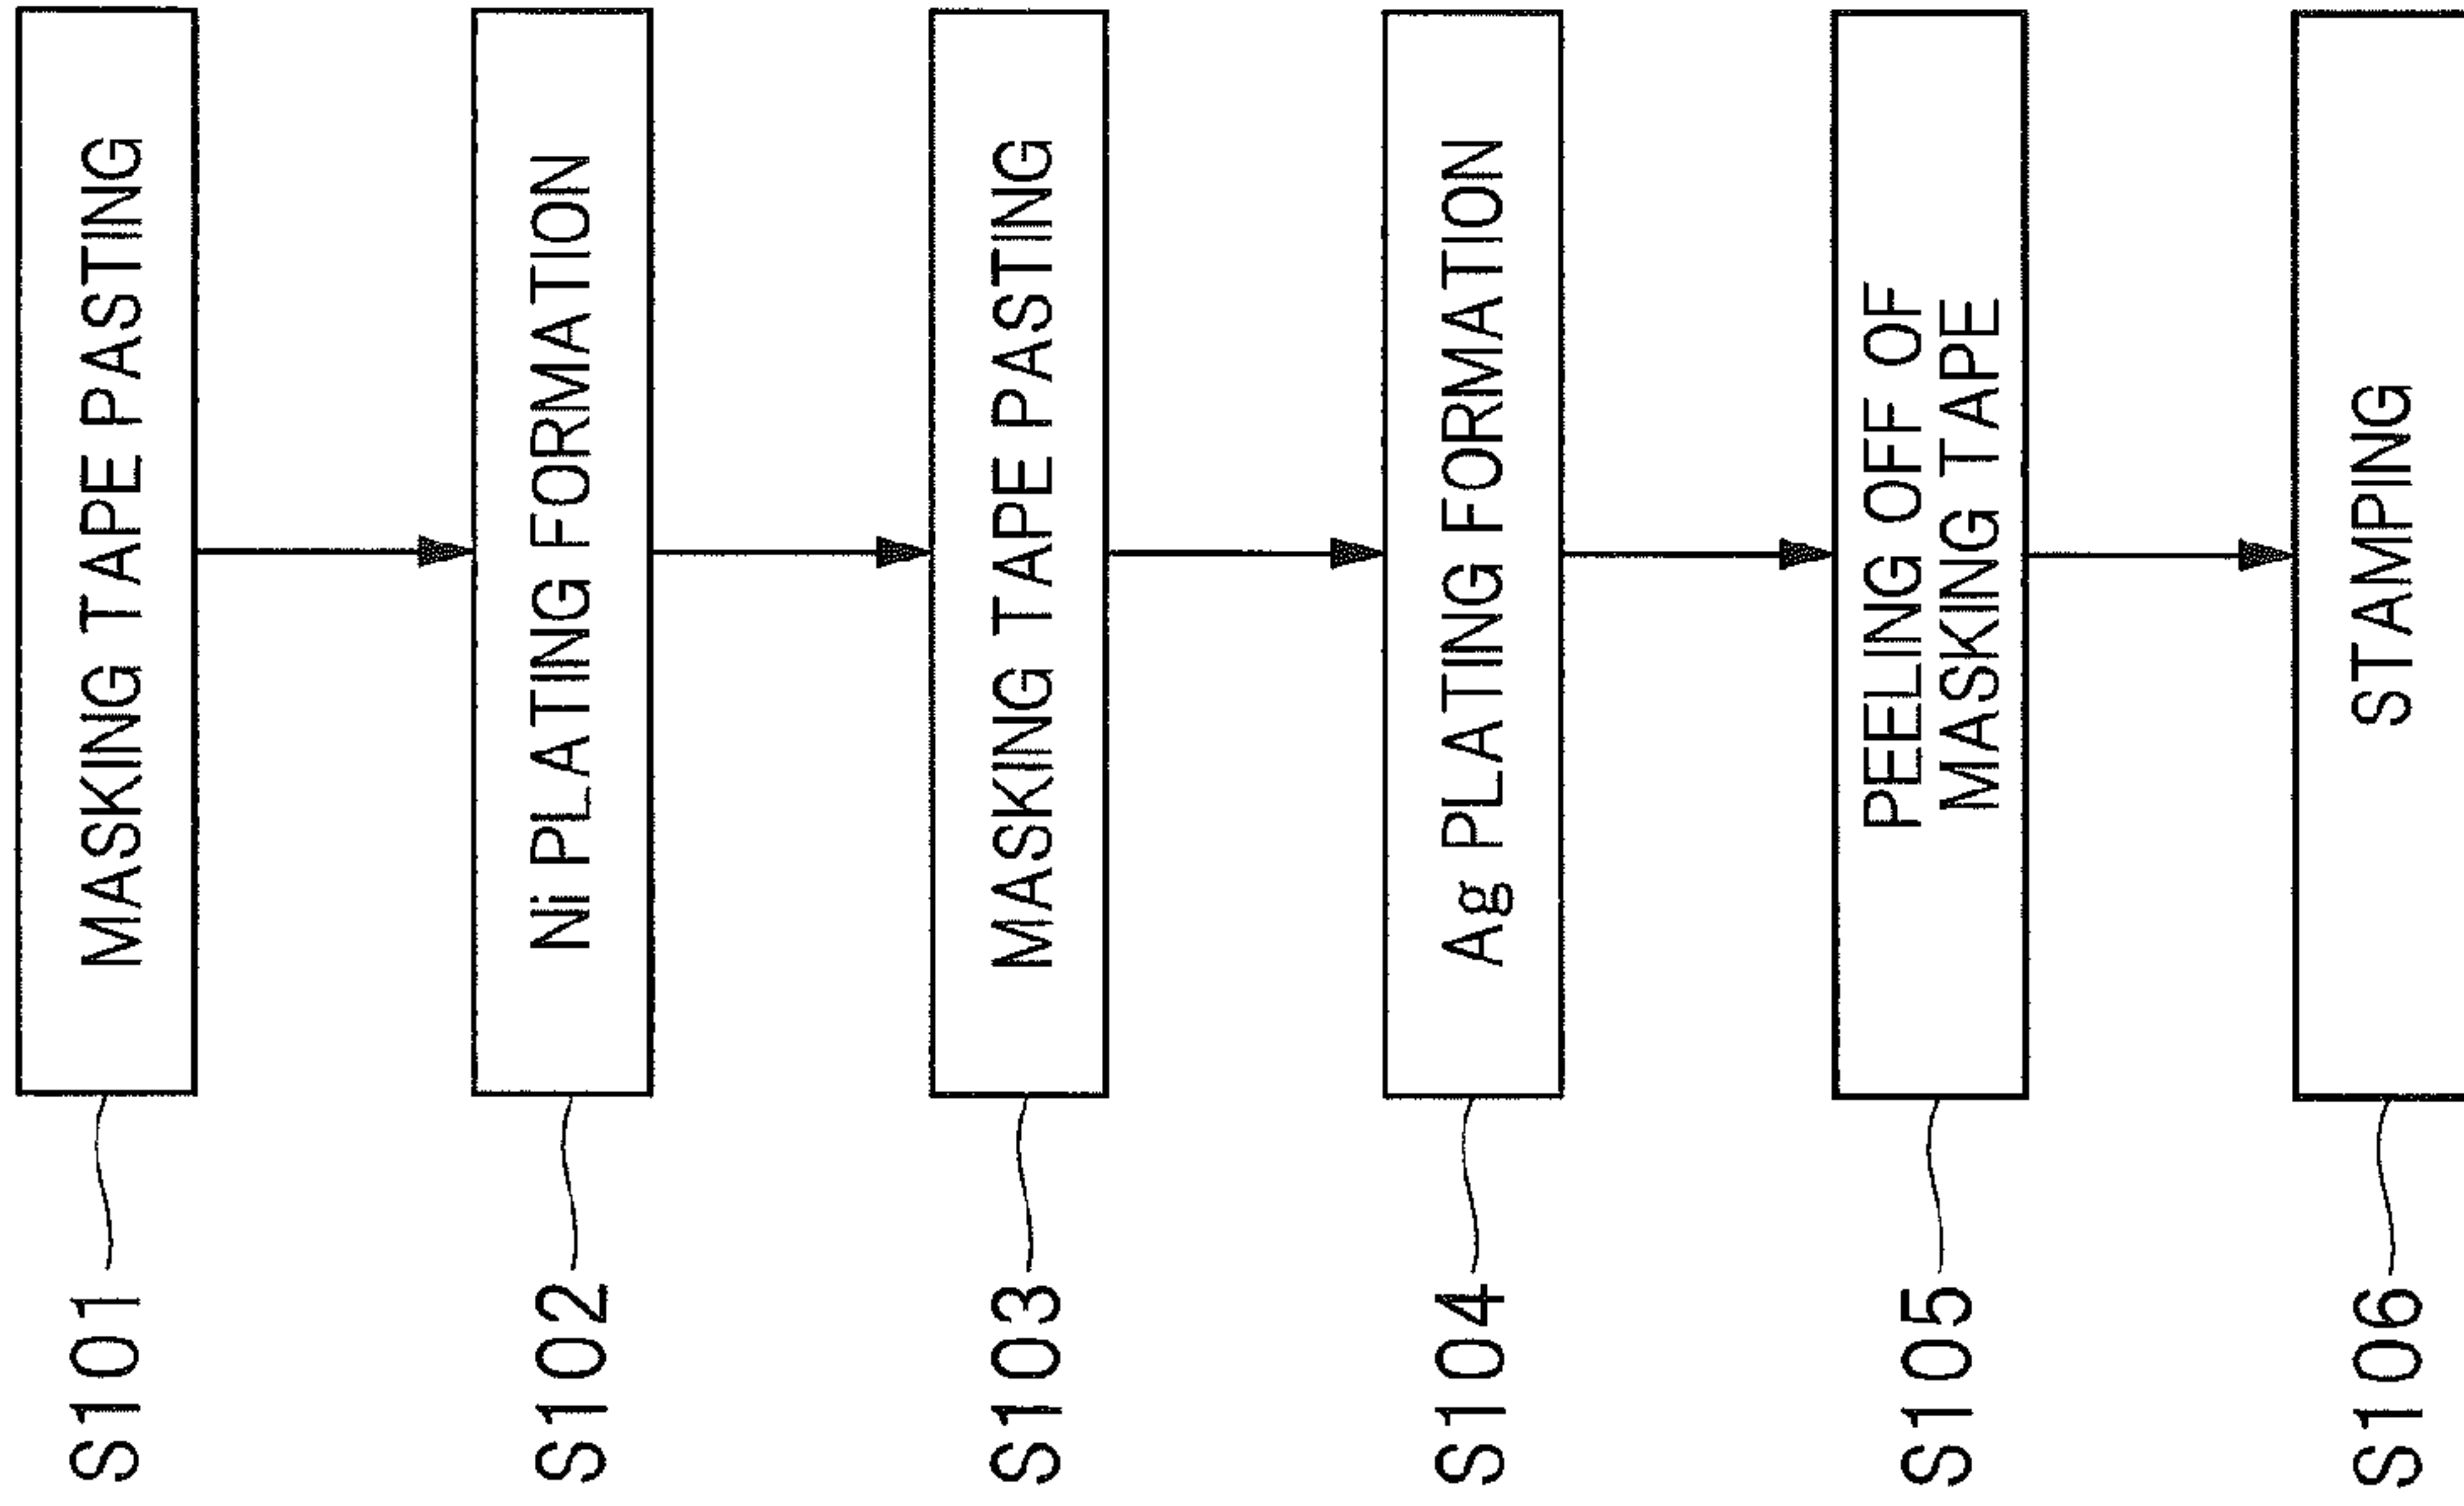 S101
MASKING TAPE PASTING
S102
Ni PLATING FORMATION
S103
MASKING TAPE PASTING
S104
Ag PLATING FORMATION
S105
PEELING OFF OF
MASKING TAPE
S106
STAMPING